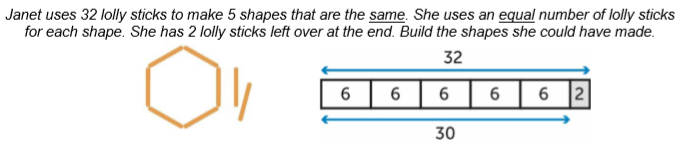 Janet uses 32 lolly sticks to make 5 shapes that are the same. She uses an equal number of lolly sticks
for each shape. She has 2 lolly sticks left over at the end. Build the shapes she could have made.
32
6 6 6 6 6 2
30